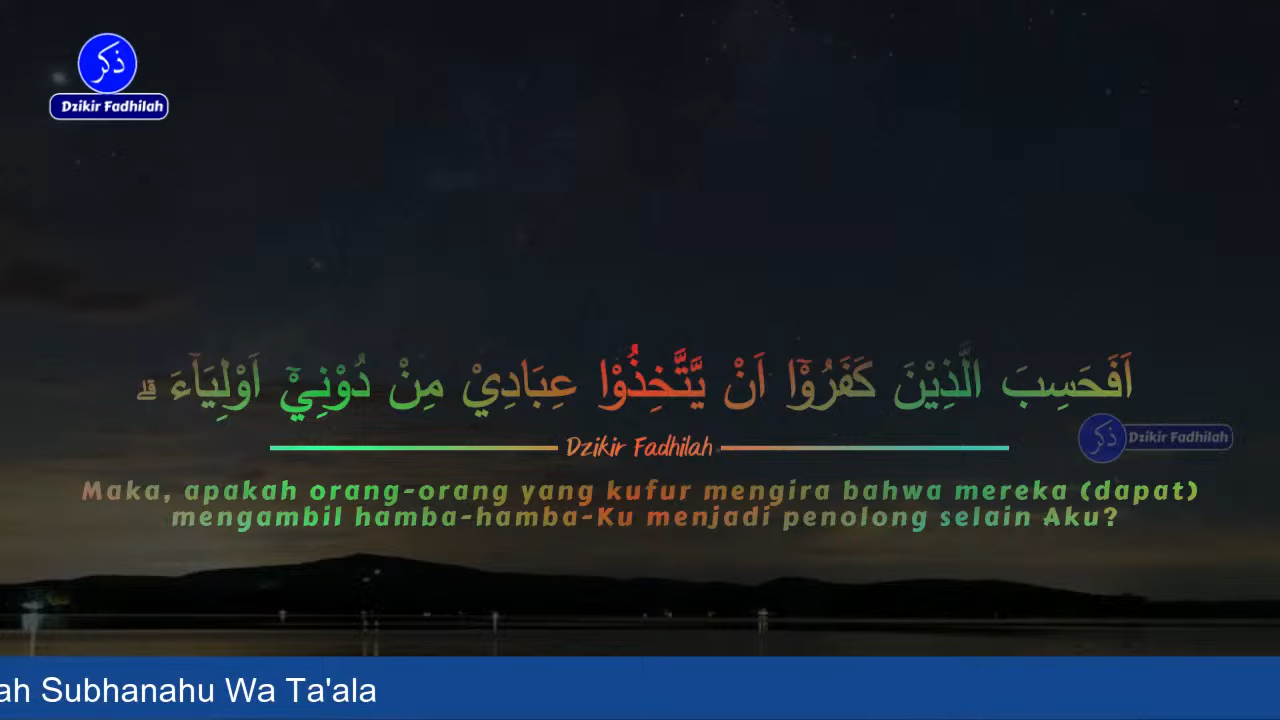 ذكر
Dzikir Fadhilah
اَفَحَسِبَ الَّذِيْنَ كَفَرُوْٓا اَنْ يَّتَّخِذُوْا عِبَادِيْ مِنْ دُوْنِيْٓ اَوْلِيَاۤءَ ۗ
ذكر
Dzikir Fadhilah
Dzikir Fadhilah
Maka, apakah orang-orang yang kufur mengira bahwa mereka (dapat)
mengambil hamba-hamba-Ku menjadi penolong selain Aku?
ah Subhanahu Wa Ta'ala